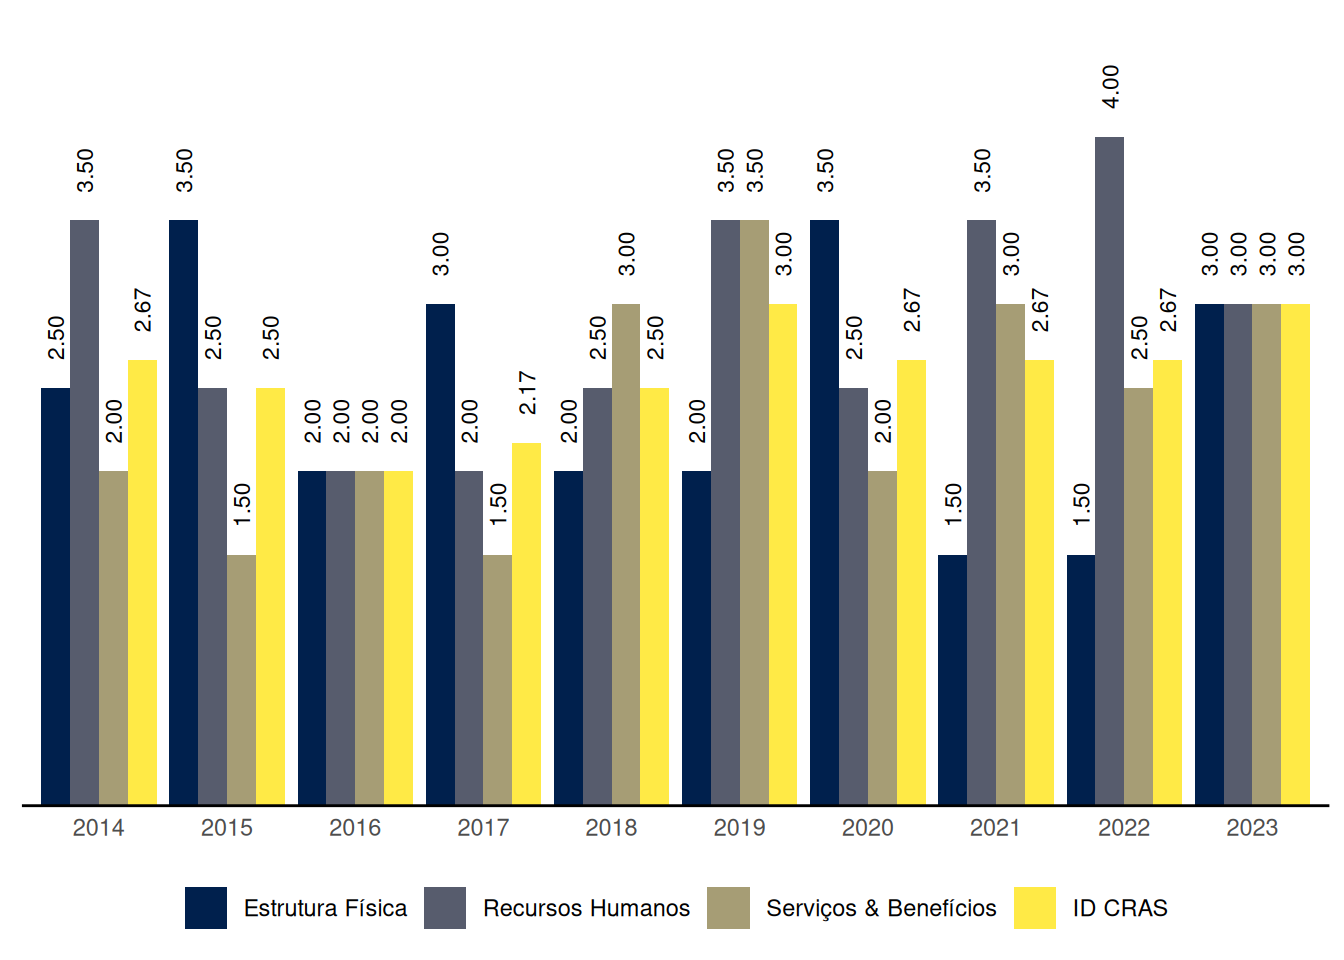 2.50 3.50 2.00 2.67
3.50 2.50 1.50 2.50
2.00 2.00 2.00 2.00
3.00 2.00 1.50 2.17
2.00 2.50 3.00 2.50
2.00 3.50 3.50 3.00
3.50 2.50 2.00 2.67
1.50 3.50 3.00 2.67
1.50 4.00 2.50 2.67
3.00 3.00 3.00 3.00
2014 2015 2016 2017 2018 2019 2020 2021 2022 2023
Estrutura Física Recursos Humanos Serviços & Benefícios ID CRAS